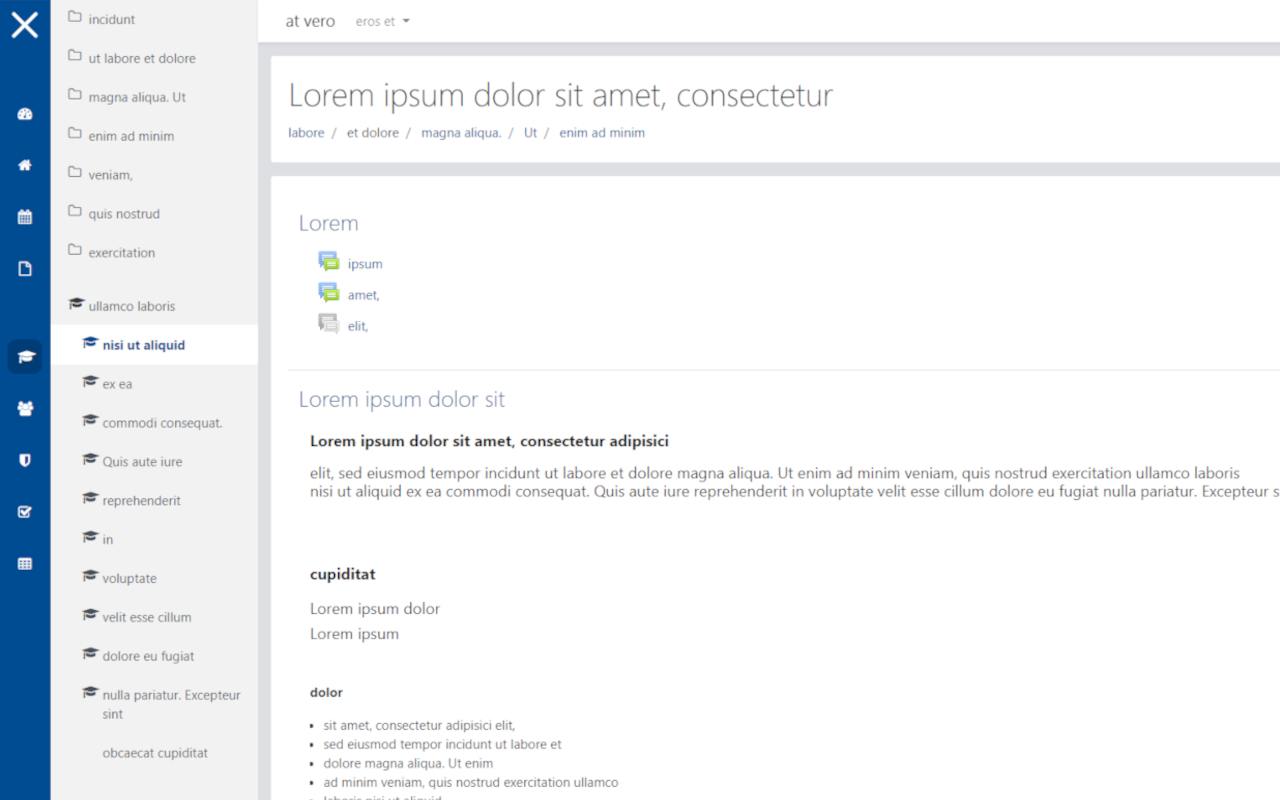 incidunt
ut labore et dolore
magna aliqua. Ut
enim ad minim
veniam,
quis nostrud
exercitation
ullamco laboris
nisi ut aliquid
ex ea
commodi consequat.
Quis aute iure
reprehenderit
in
voluptate
velit esse cillum
dolore eu fugiat
nulla pariatur. Excepteur
sint
obcaecat cupiditat
at vero eros et
Lorem ipsum dolor sit amet, consectetur
labore / et dolore / magna aliqua. / Ut / enim ad minim
Lorem
ipsum
amet,
elit,
Lorem ipsum dolor sit
Lorem ipsum dolor sit amet, consectetur adipisici
elit, sed eiusmod tempor incidunt ut labore et dolore magna aliqua. Ut enim ad minim veniam, quis nostrud exercitation ullamco laboris
nisi ut aliquid ex ea commodi consequat. Quis aute iure reprehenderit in voluptate velit esse cillum dolore eu fugiat nulla pariatur. Excepteur s
cupiditat
Lorem ipsum dolor
Lorem ipsum
dolor
• sit amet, consectetur adipisici elit,
• sed eiusmod tempor incidunt ut labore et
• dolore magna aliqua. Ut enim
• ad minim veniam, quis nostrud exercitation ullamco
• laboris nisi ut aliquid